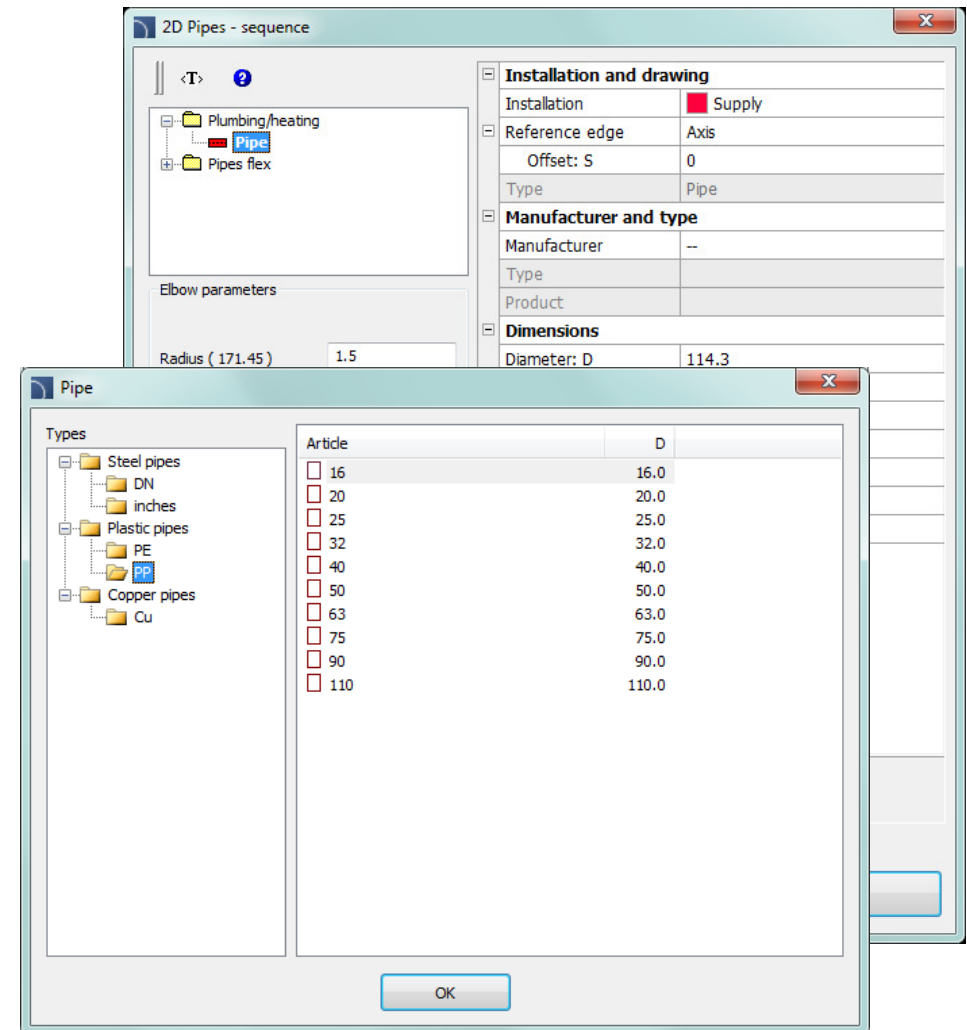 2D Pipes - sequence
<T>
Plumbing/heating
Pipe
Pipes flex
Elbow parameters
Radius ( 171.45 ) 1.5
Installation and drawing
Installation Supply
Reference edge Axis
Offset: S 0
Type Pipe
Manufacturer and type
Manufacturer --
Type
Product
Dimensions
Diameter: D 114.3
Pipe
Types
Steel pipes
DN
inches
Plastic pipes
PE
PP
Copper pipes
Cu
Article D
16 16.0
20 20.0
25 25.0
32 32.0
40 40.0
50 50.0
63 63.0
75 75.0
90 90.0
110 110.0
OK